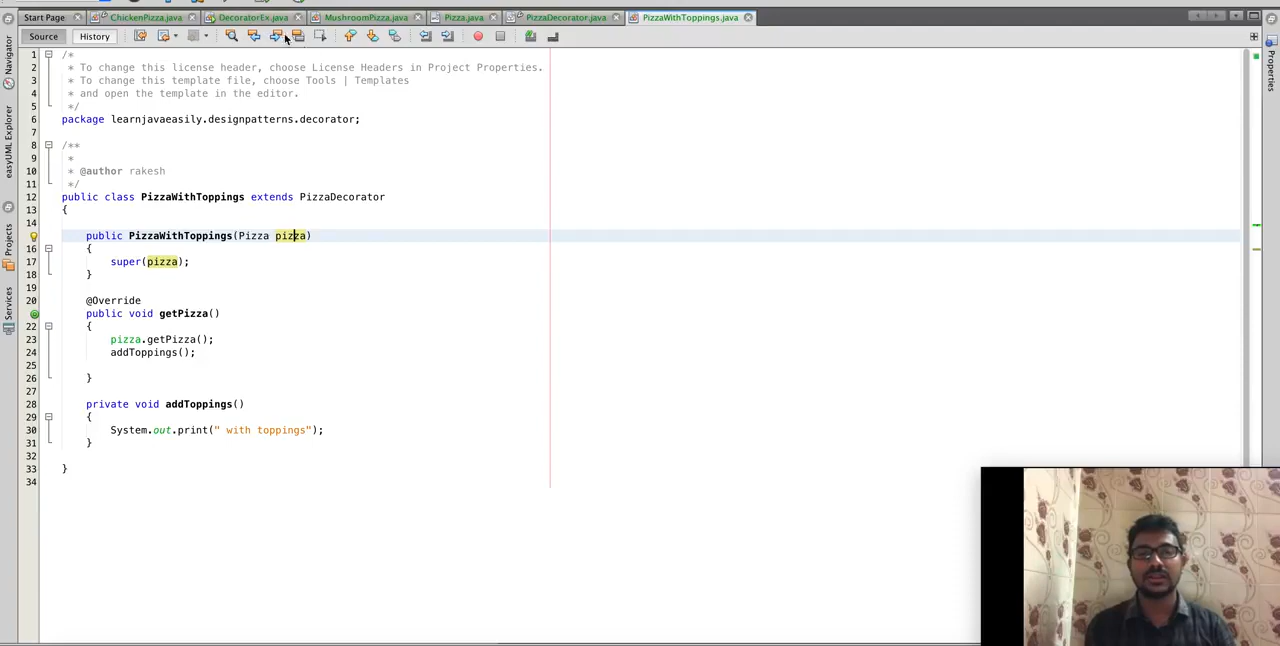 Start Page
ChickenPizza.java
DecoratorEx.java
MushroomPizza.java
Pizza.java
PizzaDecorator.java
PizzaWithToppings.java
Source
History
Navigator
easyUML Explorer
Projects
Services
Properties
1 /*
2 * To change this license header, choose License Headers in Project Properties.
3 * To change this template file, choose Tools | Templates
4 * and open the template in the editor.
5 */
6 package learnjavaeasily.designpatterns.decorator;
7
8 /**
9 *
10 * @author rakesh
11 */
12 public class PizzaWithToppings extends PizzaDecorator
13 {
14
public PizzaWithToppings(Pizza pizza)
16 {
17 super(pizza);
18 }
19
20 @Override
public void getPizza()
22 {
23 pizza.getPizza();
24 addToppings();
25
26 }
27
28 private void addToppings()
29 {
30 System.out.print(" with toppings");
31 }
32
33 }
34